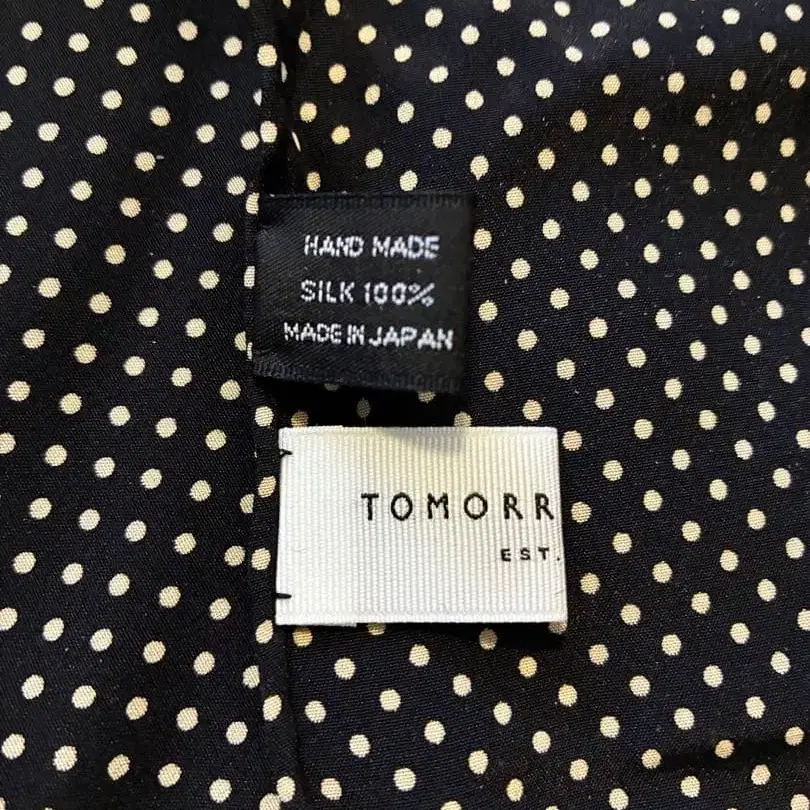 HAND MADE
SILK 100%
MADE IN JAPAN
TOMORR
EST.